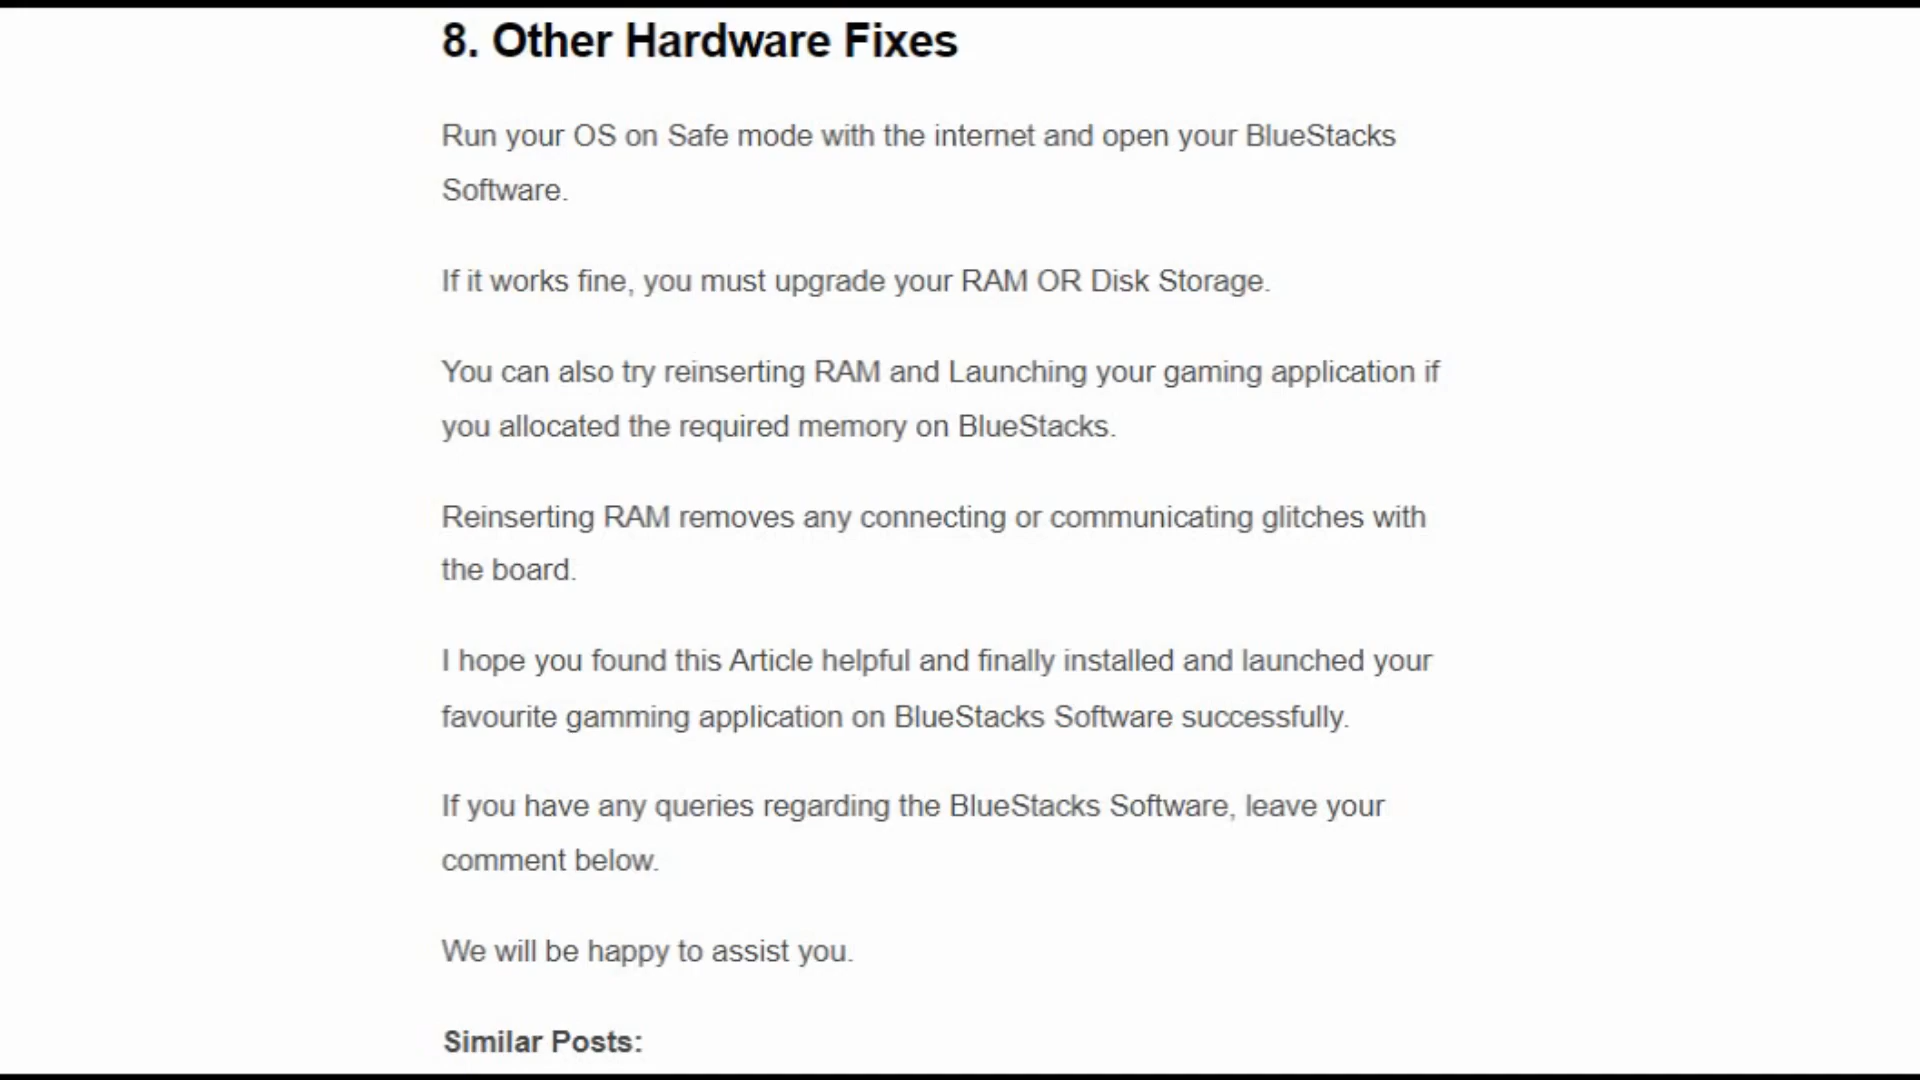 8. Other Hardware Fixes
Run your OS on Safe mode with the internet and open your BlueStacks
Software.
If it works fine, you must upgrade your RAM OR Disk Storage.
You can also try reinserting RAM and Launching your gaming application if
you allocated the required memory on BlueStacks.
Reinserting RAM removes any connecting or communicating glitches with
the board.
I hope you found this Article helpful and finally installed and launched your
favourite gamming application on BlueStacks Software successfully.
If you have any queries regarding the BlueStacks Software, leave your
comment below.
We will be happy to assist you.
Similar Posts: